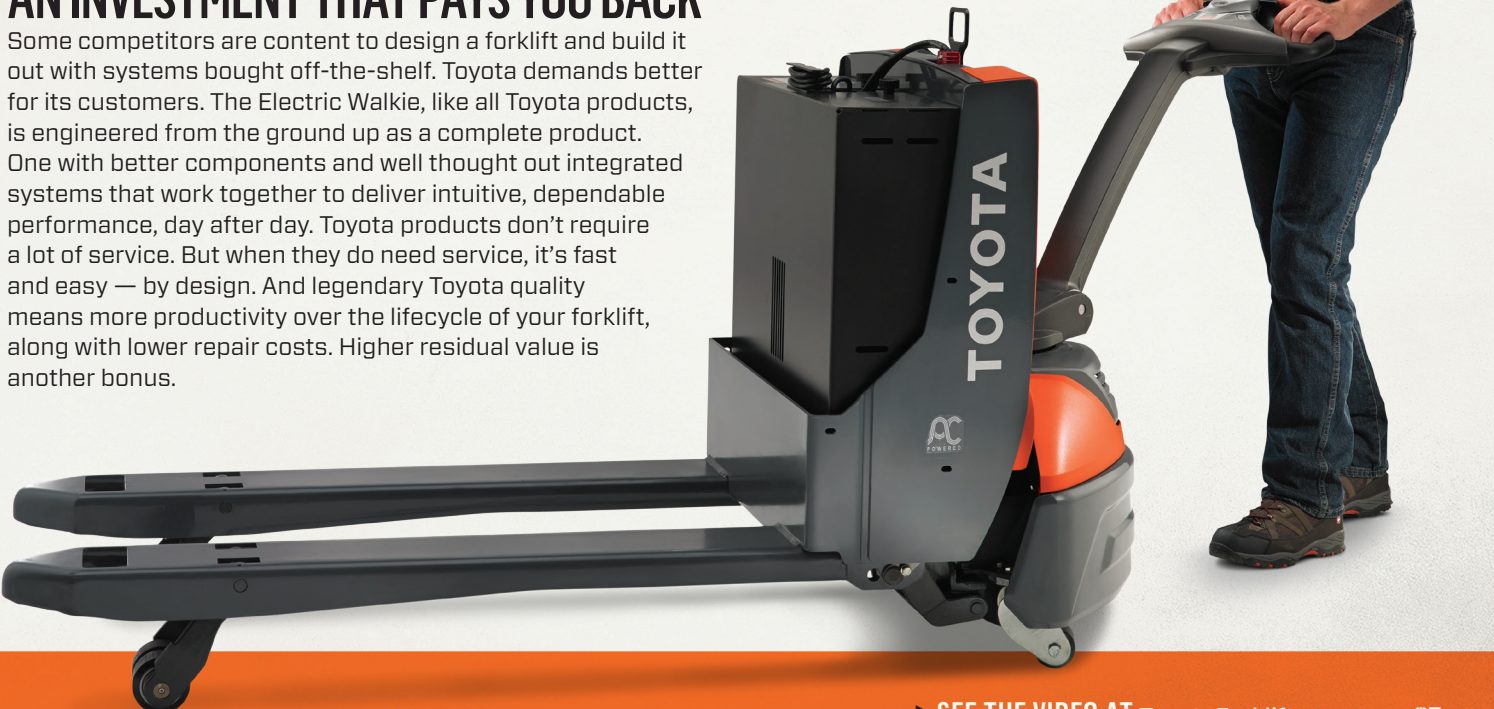 AN INVESTMENT THAT PAYS YOU BACK
Some competitors are content to design a forklift and build it
out with systems bought off-the-shelf. Toyota demands better
for its customers. The Electric Walkie, like all Toyota products,
is engineered from the ground up as a complete product.
One with better components and well thought out integrated
systems that work together to deliver intuitive, dependable
performance, day after day. Toyota products don’t require
a lot of service. But when they do need service, it’s fast
and easy — by design. And legendary Toyota quality
means more productivity over the lifecycle of your forklift,
along with lower repair costs. Higher residual value is
another bonus.
TOYOTA
AC
POWERED
SEE THE VIDEO AT